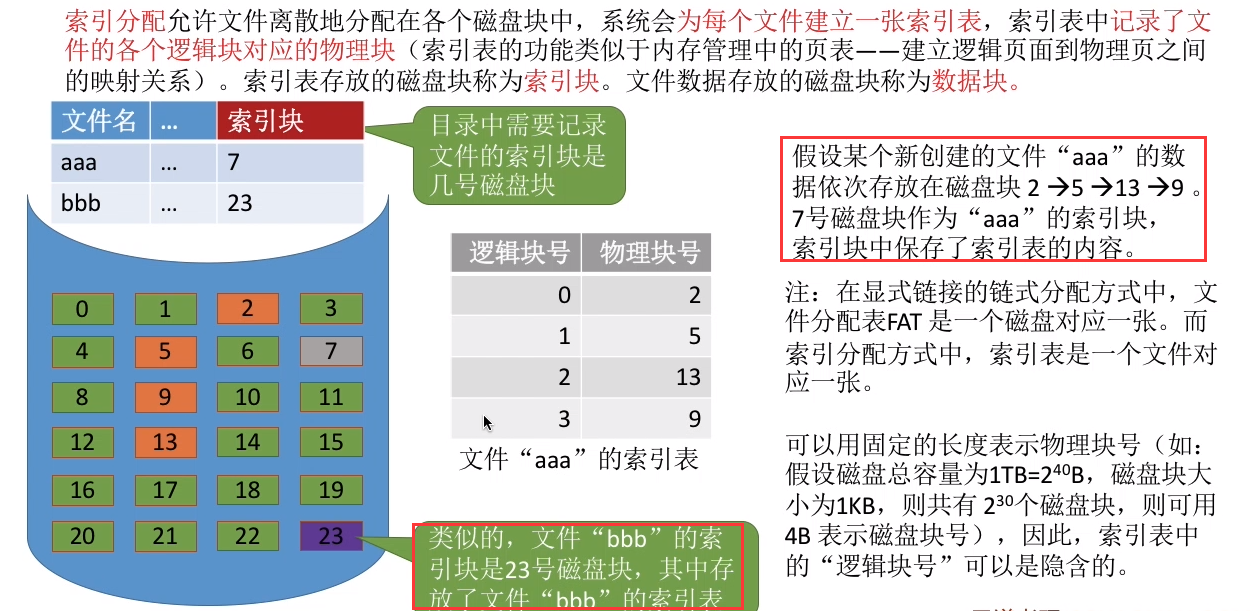 索引分配允许文件离散地分配在各个磁盘块中，系统会为每个文件建立一张索引表，索引表中记录了文
件的各个逻辑块对应的物理块（索引表的功能类似于内存管理中的页表——建立逻辑页面到物理页之间
的映射关系）。索引表存放的磁盘块称为索引块。文件数据存放的磁盘块称为数据块。
文件名 ... 索引块
aaa ... 7
bbb ... 23
目录中需要记录
文件的索引块是
几号磁盘块
0 1 2 3
4 5 6 7
8 9 10 11
12 13 14 15
16 17 18 19
20 21 22 23
逻辑块号 物理块号
0 2
1 5
2 13
3 9
文件“aaa”的索引表
类似的，文件“bbb”的索
引块是23号磁盘块，其中存
放了文件“bbb”的索引表
假设某个新创建的文件“aaa”的数
据依次存放在磁盘块 2 →5 →13 →9 。
7号磁盘块作为“aaa”的索引块，
索引块中保存了索引表的内容。
注：在显式链接的链式分配方式中，文
件分配表FAT 是一个磁盘对应一张。而
索引分配方式中，索引表是一个文件对
应一张。
可以用固定的长度表示物理块号（如：
假设磁盘总容量为1TB=2⁴⁰B，磁盘块大
小为1KB，则共有 2³⁰个磁盘块，则可用
4B 表示磁盘块号），因此，索引表中
的“逻辑块号”可以是隐含的。